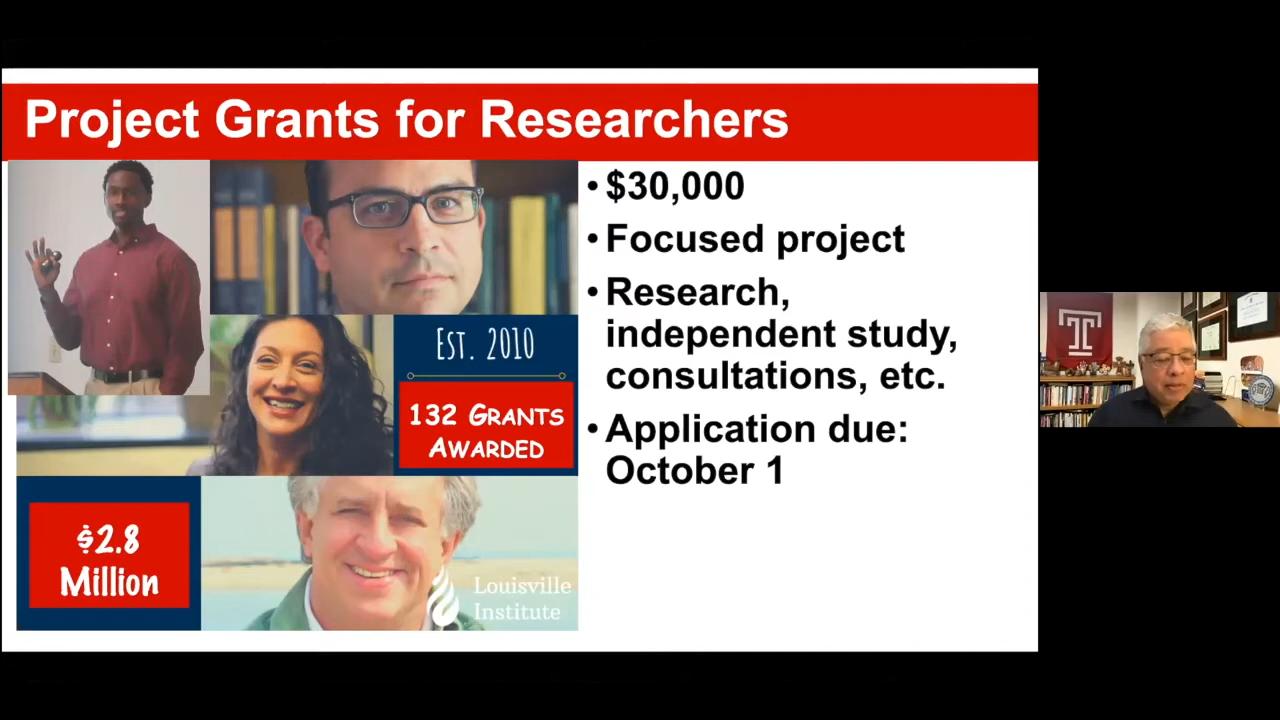 Project Grants for Researchers
• $30,000
• Focused project
• Research,
independent study,
consultations, etc.
• Application due:
October 1
Est. 2010
132 Grants
Awarded
$2.8
Million
Louisville
Institute